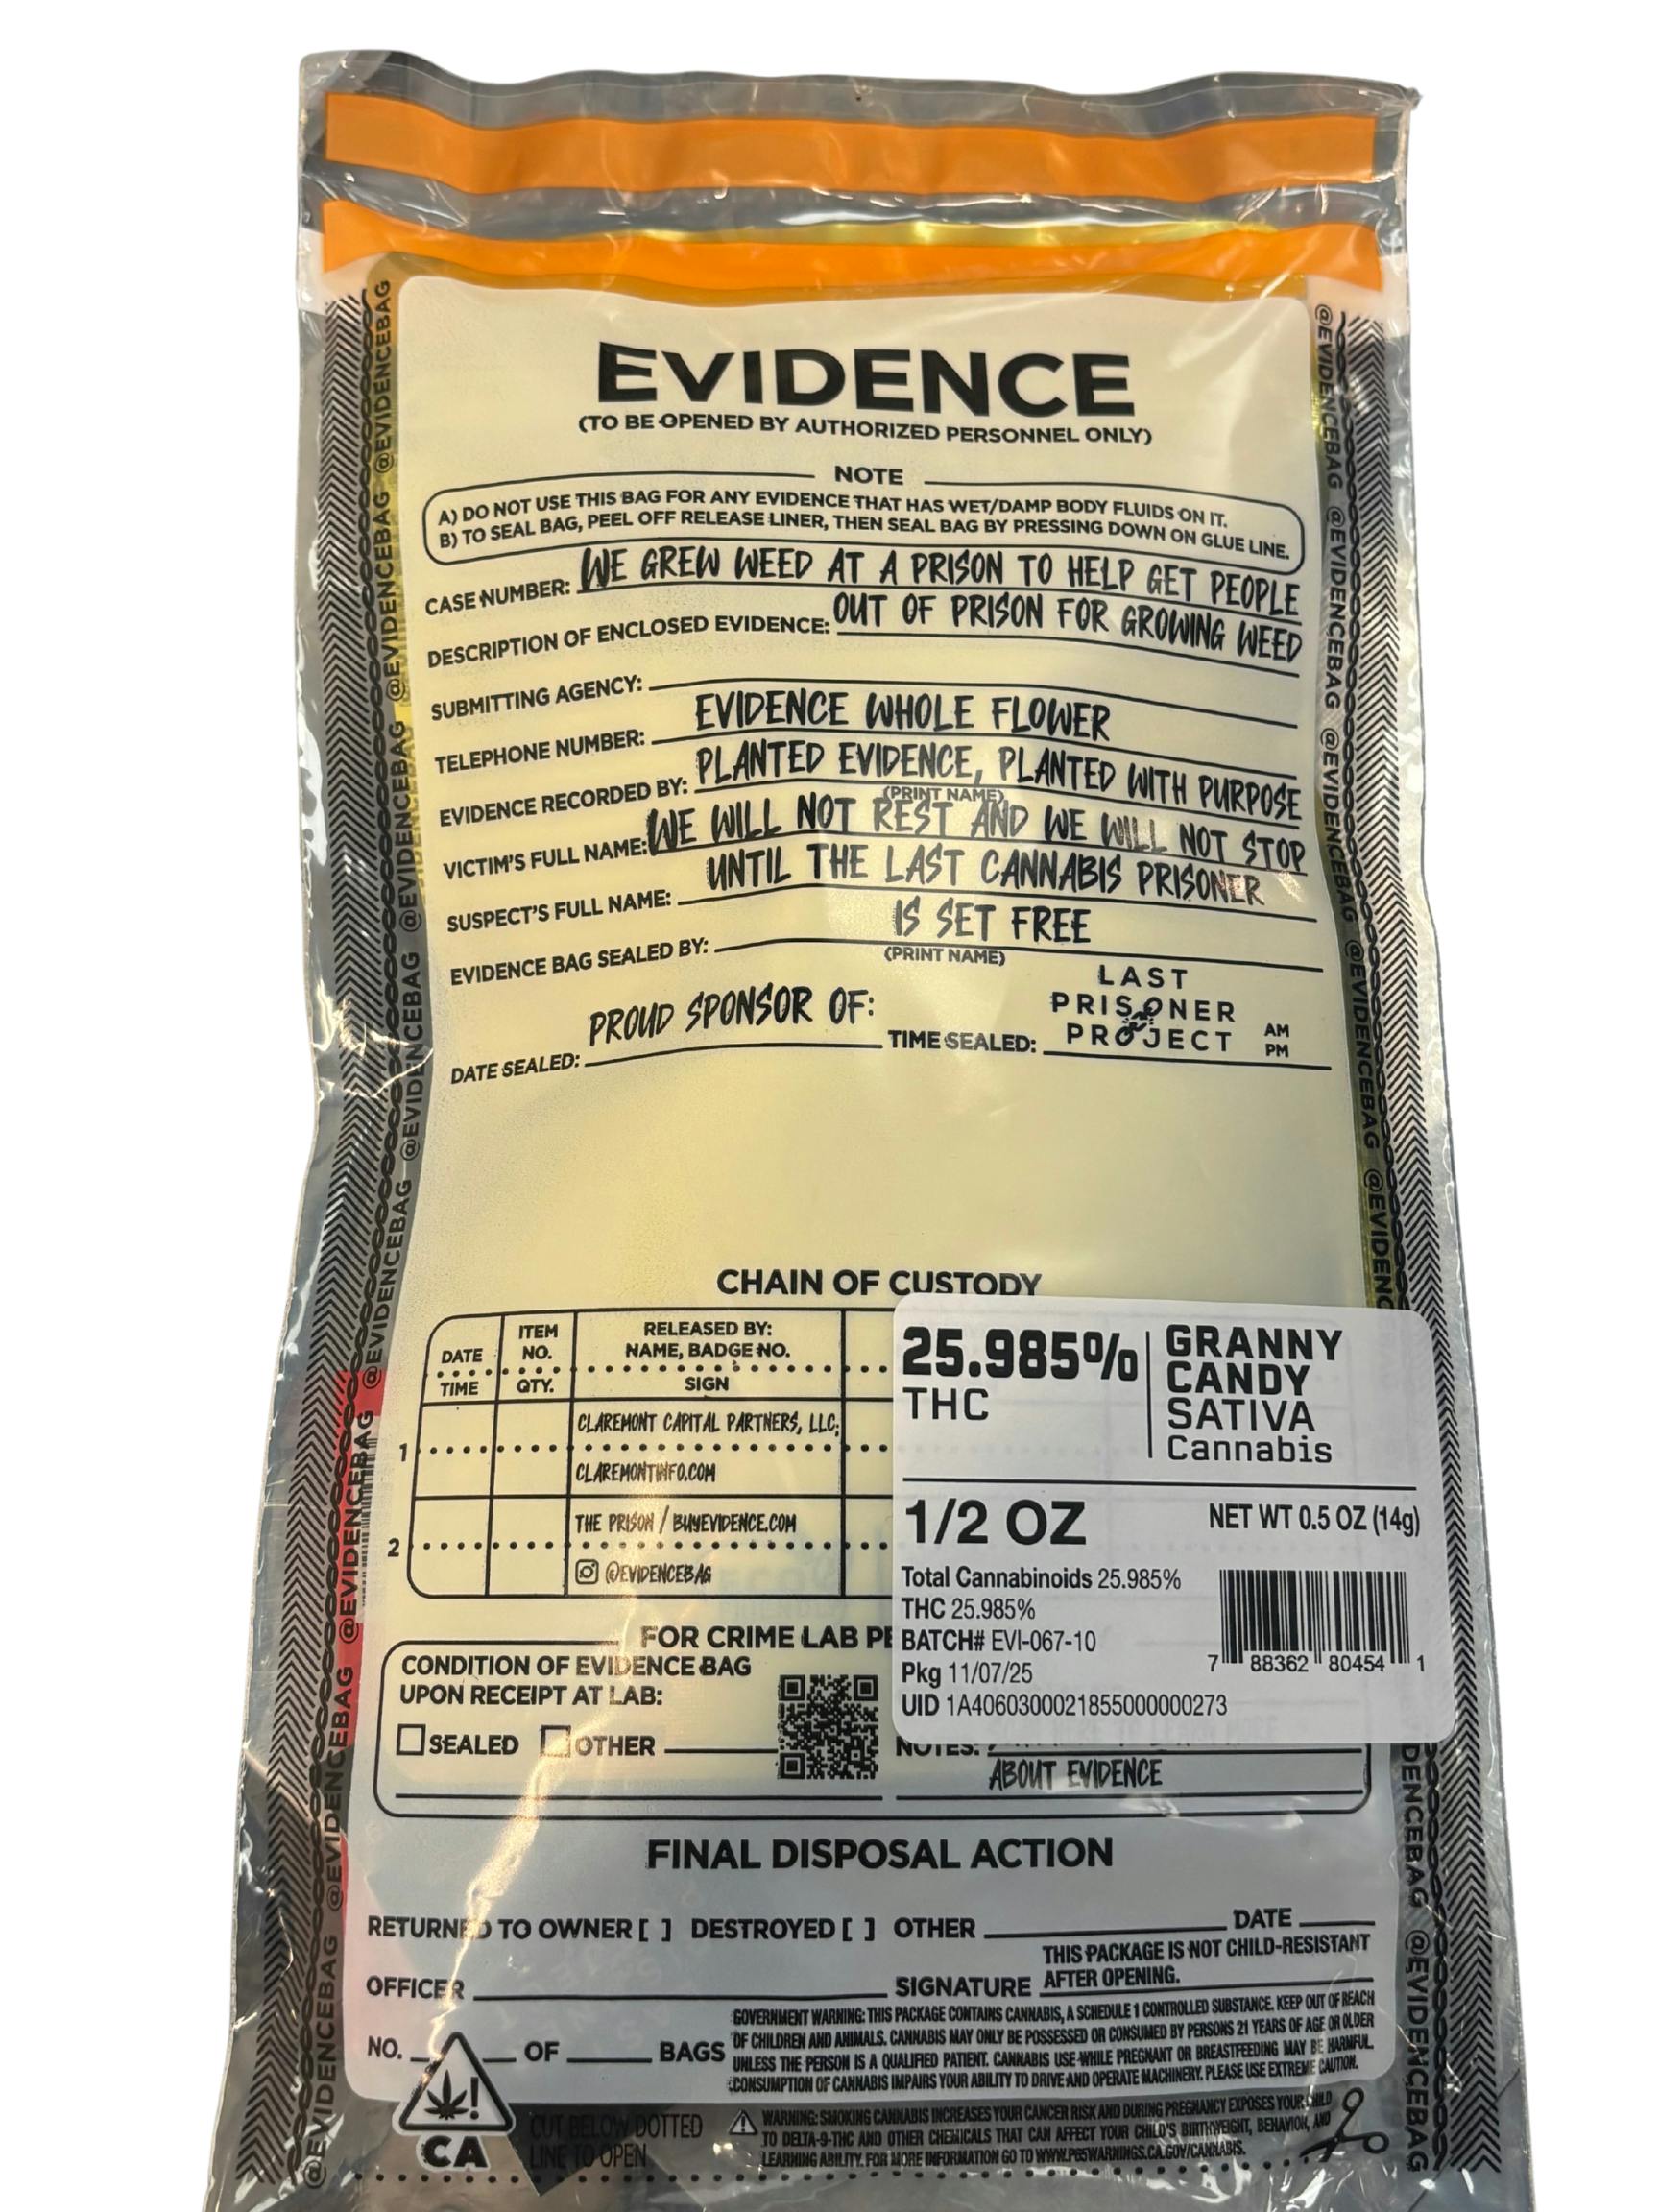 EVIDENCE
(TO BE OPENED BY AUTHORIZED PERSONNEL ONLY)
NOTE
A) DO NOT USE THIS BAG FOR ANY EVIDENCE THAT HAS WET/DAMP BODY FLUIDS ON IT.
B) TO SEAL BAG, PEEL OFF RELEASE LINER, THEN SEAL BAG BY PRESSING DOWN ON GLUE LINE.
CASE NUMBER: WE GREW WEED AT A PRISON TO HELP GET PEOPLE
DESCRIPTION OF ENCLOSED EVIDENCE: OUT OF PRISON FOR GROWING WEED
SUBMITTING AGENCY:
TELEPHONE NUMBER: EVIDENCE WHOLE FLOWER
EVIDENCE RECORDED BY: PLANTED EVIDENCE, PLANTED WITH PURPOSE
(PRINT NAME)
VICTIM'S FULL NAME: WE WILL NOT REST AND WE WILL NOT STOP
SUSPECT'S FULL NAME: UNTIL THE LAST CANNABIS PRISONER
EVIDENCE BAG SEALED BY: IS SET FREE
(PRINT NAME)
DATE SEALED: PROUD SPONSOR OF: TIME SEALED: LAST PRISONER PROJECT AM PM
CHAIN OF CUSTODY
DATE TIME
ITEM NO. QTY.
RELEASED BY:
NAME, BADGE NO.
SIGN
1 CLAREMONT CAPITAL PARTNERS, LLC;
CLAREMONTINFO.COM
2 THE PRISON / BUYEVIDENCE.COM
@EVIDENCEBAG
25.985%
THC
GRANNY
CANDY
SATIVA
Cannabis
1/2 OZ
NET WT 0.5 OZ (14g)
Total Cannabinoids 25.985%
THC 25.985%
BATCH# EVI-067-10
Pkg 11/07/25
UID 1A4060300021855000000273
7 88362 80454 1
FOR CRIME LAB PE
CONDITION OF EVIDENCE BAG
UPON RECEIPT AT LAB:
SEALED OTHER
NOTES:
ABOUT EVIDENCE
FINAL DISPOSAL ACTION
RETURNED TO OWNER [ ] DESTROYED [ ] OTHER DATE
THIS PACKAGE IS NOT CHILD-RESISTANT
AFTER OPENING.
OFFICER SIGNATURE
NO. OF BAGS
GOVERNMENT WARNING: THIS PACKAGE CONTAINS CANNABIS, A SCHEDULE 1 CONTROLLED SUBSTANCE. KEEP OUT OF REACH
OF CHILDREN AND ANIMALS. CANNABIS MAY ONLY BE POSSESSED OR CONSUMED BY PERSONS 21 YEARS OF AGE OR OLDER
UNLESS THE PERSON IS A QUALIFIED PATIENT. CANNABIS USE WHILE PREGNANT OR BREASTFEEDING MAY BE HARMFUL.
CONSUMPTION OF CANNABIS IMPAIRS YOUR ABILITY TO DRIVE AND OPERATE MACHINERY. PLEASE USE EXTREME CAUTION.
CA
CUT BELOW DOTTED
LINE TO OPEN
WARNING: SMOKING CANNABIS INCREASES YOUR CANCER RISK AND DURING PREGNANCY EXPOSES YOUR CHILD
TO DELTA-9-THC AND OTHER CHEMICALS THAT CAN AFFECT YOUR CHILD'S BIRTHWEIGHT, BEHAVIOR, AND
LEARNING ABILITY. FOR MORE INFORMATION GO TO WWW.P65WARNINGS.CA.GOV/CANNABIS.
@EVIDENCEBAG @EVIDENCEBAG @EVIDENCEBAG @EVIDENCEBAG @EVIDENCEBAG @EVIDENCEBAG @EVIDENCEBAG @EVIDENCEBAG @EVIDENCEBAG
@EVIDENCEBAG @EVIDENCEBAG @EVIDENCEBAG @EVIDENCEBAG @EVIDEN
DENCEBAG @EVIDENCEBAG